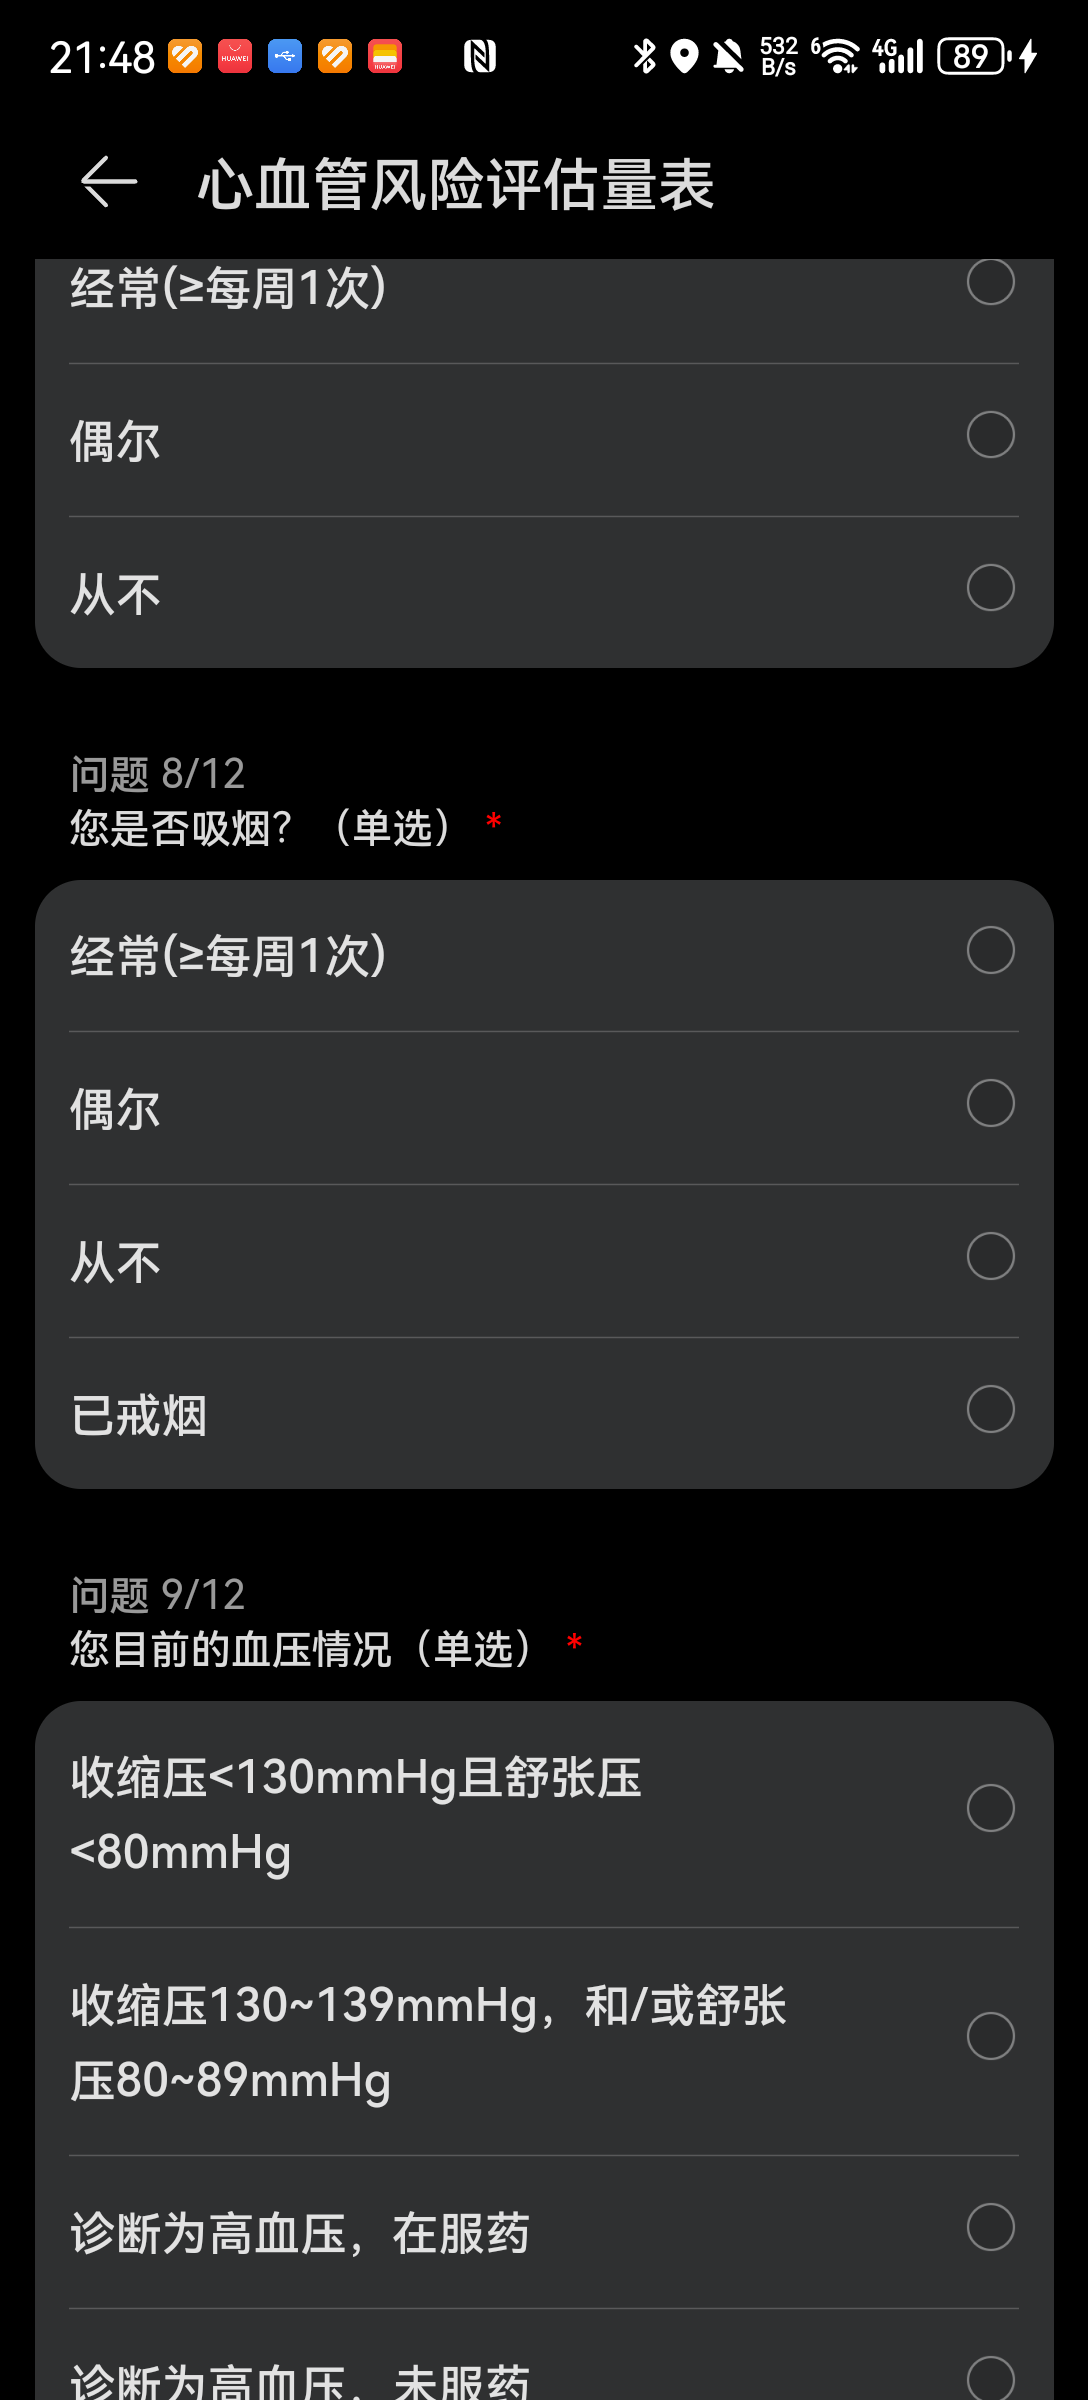 21:48
HUAWEI
HUAWEI
532
B/s
6
4G
89
心血管风险评估量表
经常(≥每周1次)
偶尔
从不
问题 8/12
您是否吸烟？（单选） *
经常(≥每周1次)
偶尔
从不
已戒烟
问题 9/12
您目前的血压情况（单选） *
收缩压<130mmHg且舒张压
<80mmHg
收缩压130~139mmHg，和/或舒张
压80~89mmHg
诊断为高血压，在服药
诊断为高血压，未服药